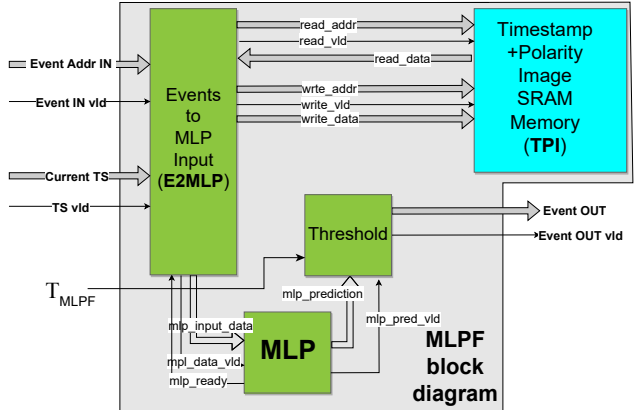 read_addr
read_vld
read_data
wrte_addr
write_vld
write_data
Event Addr IN
Event IN vld
Current TS
TS vld
Events
to
MLP
Input
(E2MLP)
Timestamp
+Polarity
Image
SRAM
Memory
(TPI)
Threshold
Event OUT
Event OUT vld
TMLPF
mlp_prediction
mlp_pred_vld
mlp_input_data
mpl_data_vld
mlp_ready
MLP
MLPF
block
diagram